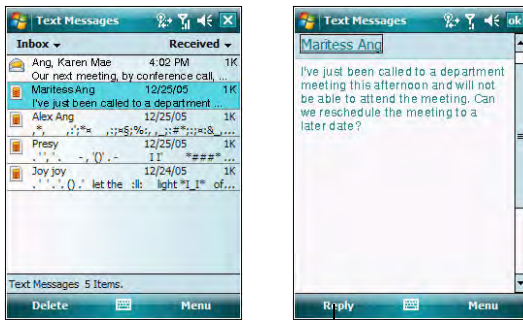 Text Messages
Inbox Received
Ang, Karen Mae 4:02 PM 1K
Our next meeting, by conference call, ...
Maritess Ang 12/25/05 1K
I've just been called to a department ...
Alex Ang 12/25/05 1K
Presy 12/25/05 1K
Joy joy 12/24/05 1K
let the :ll: light *I_I* of...
Text Messages 5 Items.
Delete Menu
Text Messages ok
Maritess Ang
I've just been called to a department
meeting this afternoon and will not
be able to attend the meeting. Can
we reschedule the meeting to a
later date?
Reply Menu